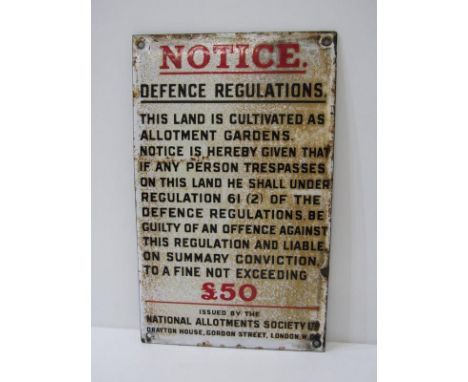 NOTICE.
DEFENCE REGULATIONS.
THIS LAND IS CULTIVATED AS
ALLOTMENT GARDENS.
NOTICE IS HEREBY GIVEN THAT
IF ANY PERSON TRESPASSES
ON THIS LAND HE SHALL UNDER
REGULATION 61 (2) OF THE
DEFENCE REGULATIONS, BE
GUILTY OF AN OFFENCE AGAINST
THIS REGULATION AND LIABLE,
ON SUMMARY CONVICTION,
TO A FINE NOT EXCEEDING
£50
ISSUED BY THE
NATIONAL ALLOTMENTS SOCIETY LTD
DRAYTON HOUSE, GORDON STREET, LONDON,